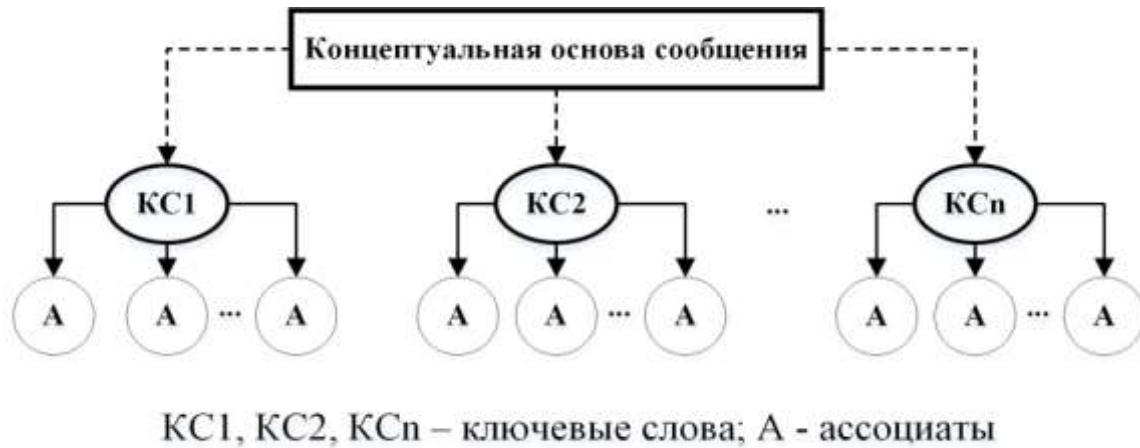 Концептуальная основа сообщения
КС1 КС2 ... КСn
А А ... А А А ... А А А ... А
КС1, КС2, КСn – ключевые слова; А - ассоциаты